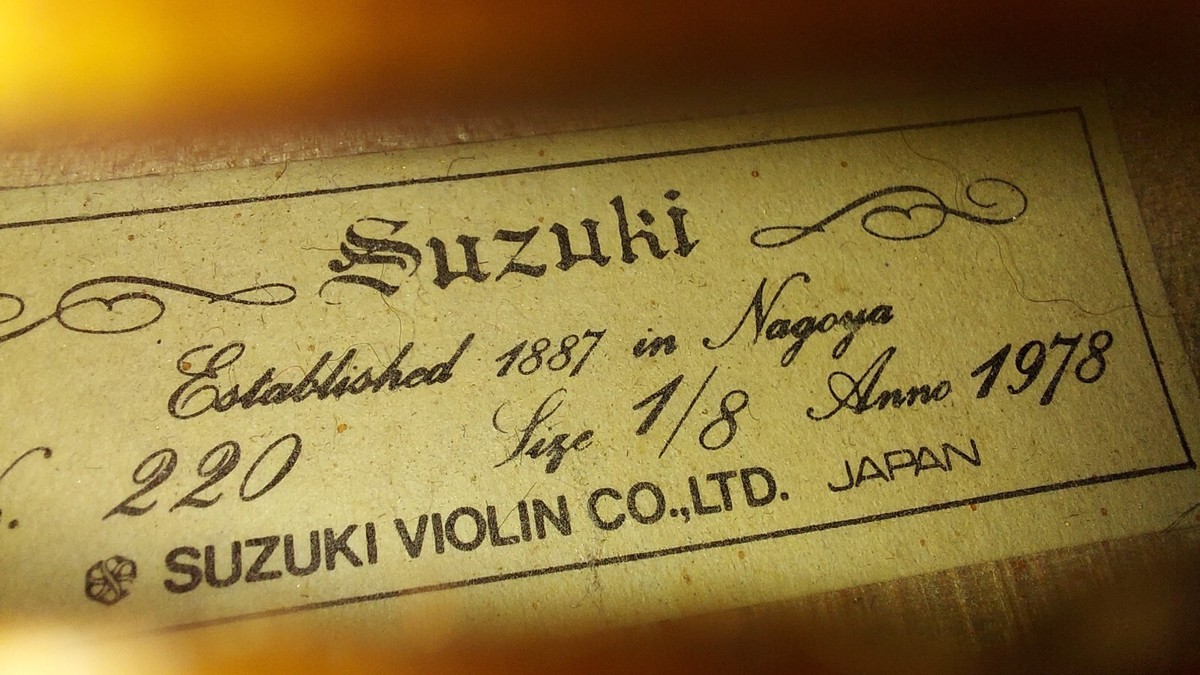 Suzuki
Established 1887 in Nagoya
220 Size 1/8 Anno 1978
SUZUKI VIOLIN CO.,LTD. JAPAN